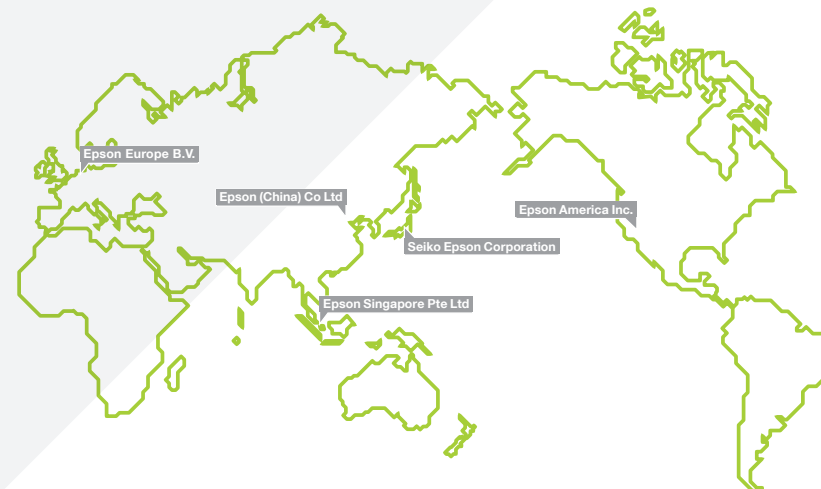 Epson Europe B.V.
Epson (China) Co Ltd
Epson America Inc.
Seiko Epson Corporation
Epson Singapore Pte Ltd